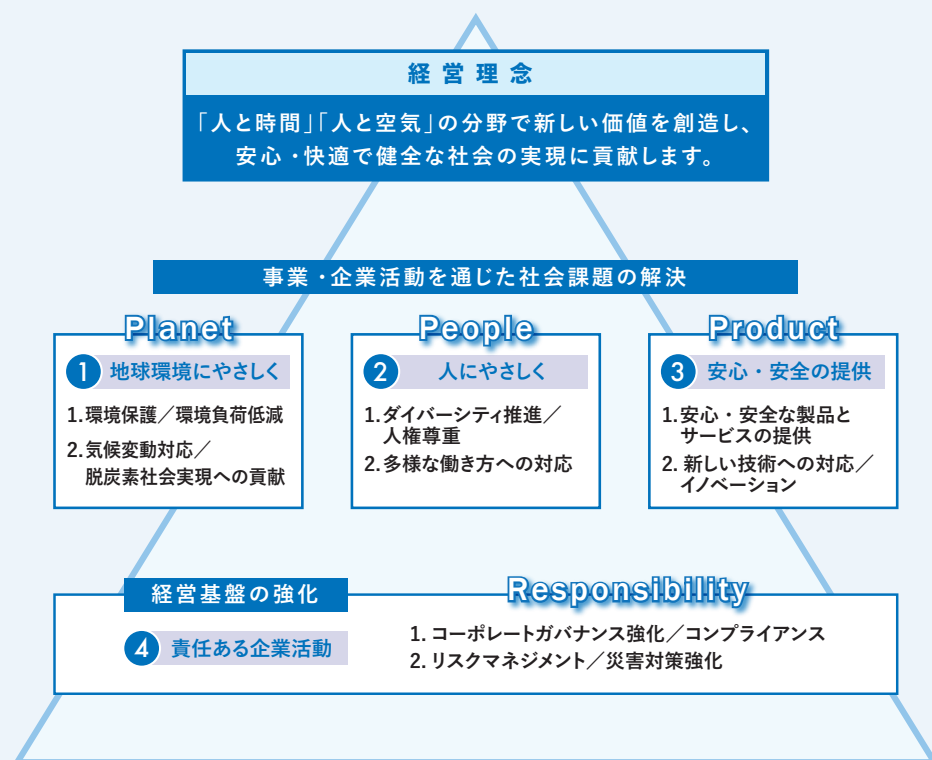 経営理念
「人と時間」「人と空気」の分野で新しい価値を創造し、
安心・快適で健全な社会の実現に貢献します。
事業・企業活動を通じた社会課題の解決
Planet
1 地球環境にやさしく
1.環境保護／環境負荷低減
2.気候変動対応／
脱炭素社会実現への貢献
People
2 人にやさしく
1.ダイバーシティ推進／
人権尊重
2.多様な働き方への対応
Product
3 安心・安全の提供
1.安心・安全な製品と
サービスの提供
2. 新しい技術への対応／
イノベーション
経営基盤の強化
Responsibility
4 責任ある企業活動
1. コーポレートガバナンス強化／コンプライアンス
2. リスクマネジメント／災害対策強化